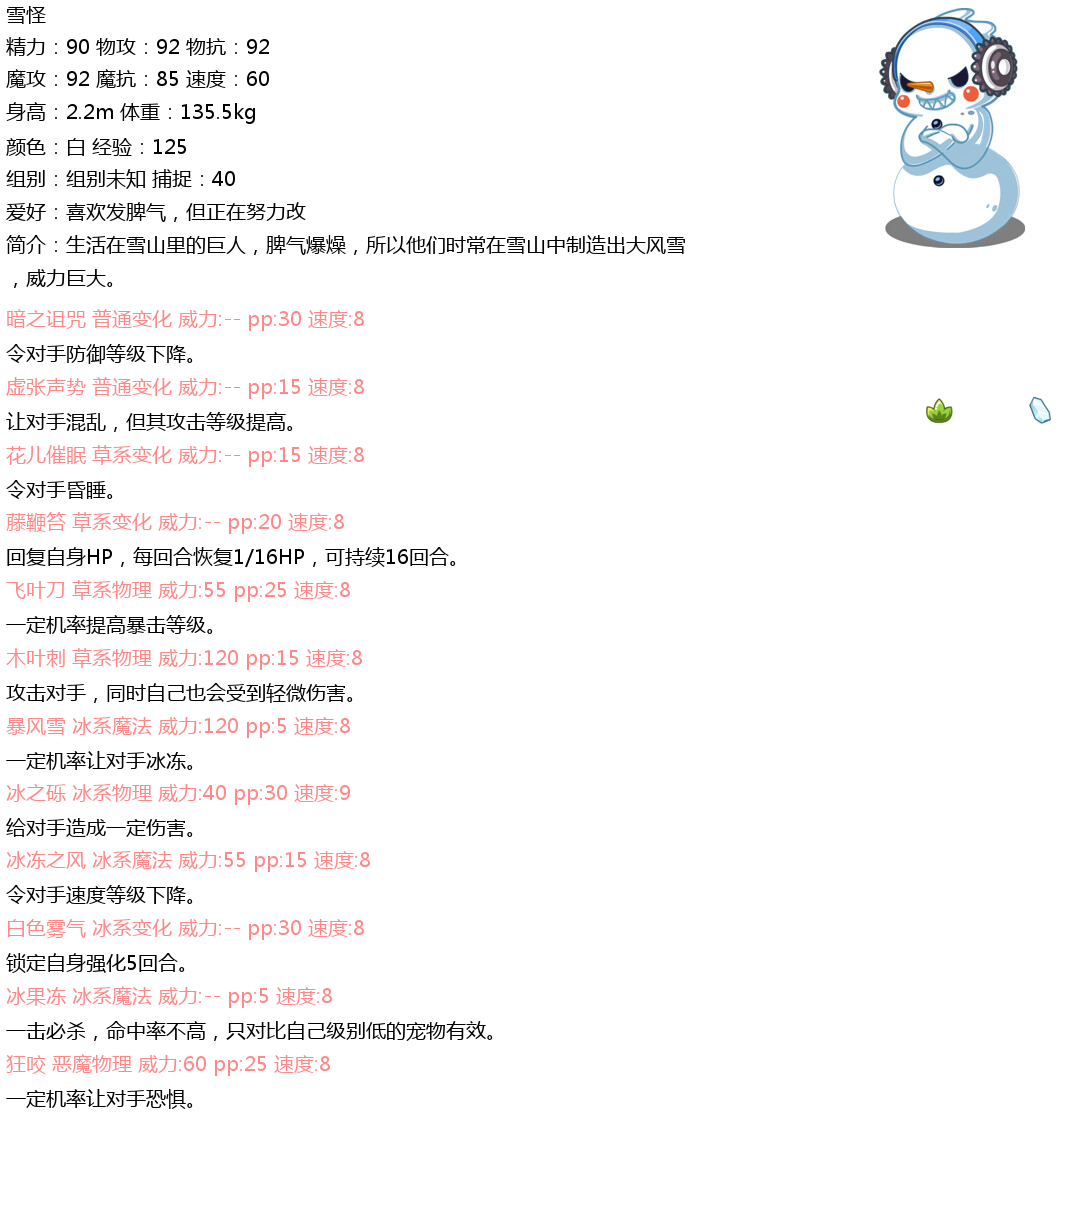 雪怪
精力：90 物攻：92 物抗：92
魔攻：92 魔抗：85 速度：60
身高：2.2m 体重：135.5kg
颜色：白 经验：125
组别：组别未知 捕捉：40
爱好：喜欢发脾气，但正在努力改
简介：生活在雪山里的巨人，脾气爆燥，所以他们时常在雪山中制造出大风雪
，威力巨大。
暗之诅咒 普通变化 威力:-- pp:30 速度:8
令对手防御等级下降。
虚张声势 普通变化 威力:-- pp:15 速度:8
让对手混乱，但其攻击等级提高。
花儿催眠 草系变化 威力:-- pp:15 速度:8
令对手昏睡。
藤鞭笞 草系变化 威力:-- pp:20 速度:8
回复自身HP，每回合恢复1/16HP，可持续16回合。
飞叶刀 草系物理 威力:55 pp:25 速度:8
一定机率提高暴击等级。
木叶刺 草系物理 威力:120 pp:15 速度:8
攻击对手，同时自己也会受到轻微伤害。
暴风雪 冰系魔法 威力:120 pp:5 速度:8
一定机率让对手冰冻。
冰之砾 冰系物理 威力:40 pp:30 速度:9
给对手造成一定伤害。
冰冻之风 冰系魔法 威力:55 pp:15 速度:8
令对手速度等级下降。
白色雾气 冰系变化 威力:-- pp:30 速度:8
锁定自身强化5回合。
冰果冻 冰系魔法 威力:-- pp:5 速度:8
一击必杀，命中率不高，只对比自己级别低的宠物有效。
狂咬 恶魔物理 威力:60 pp:25 速度:8
一定机率让对手恐惧。